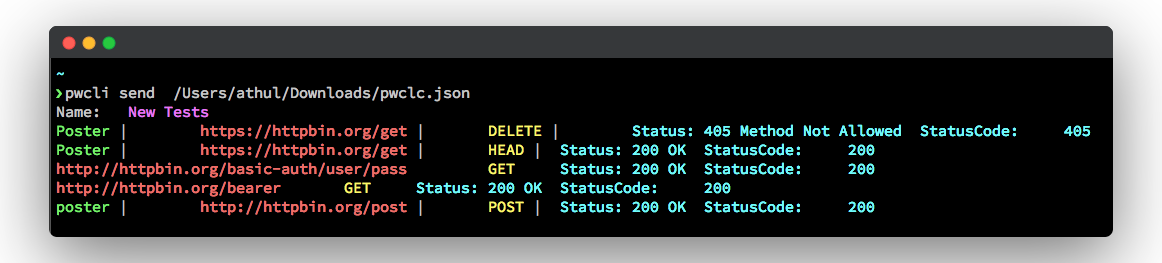 ~
❯pwcli send  /Users/athul/Downloads/pwclc.json
Name:   New Tests
Poster |        https://httpbin.org/get |       DELETE |        Status: 405 Method Not Allowed  StatusCode:     405
Poster |        https://httpbin.org/get |       HEAD |  Status: 200 OK  StatusCode:     200
http://httpbin.org/basic-auth/user/pass         GET     Status: 200 OK  StatusCode:     200
http://httpbin.org/bearer       GET     Status: 200 OK  StatusCode:     200
poster |        http://httpbin.org/post |       POST |  Status: 200 OK  StatusCode:     200